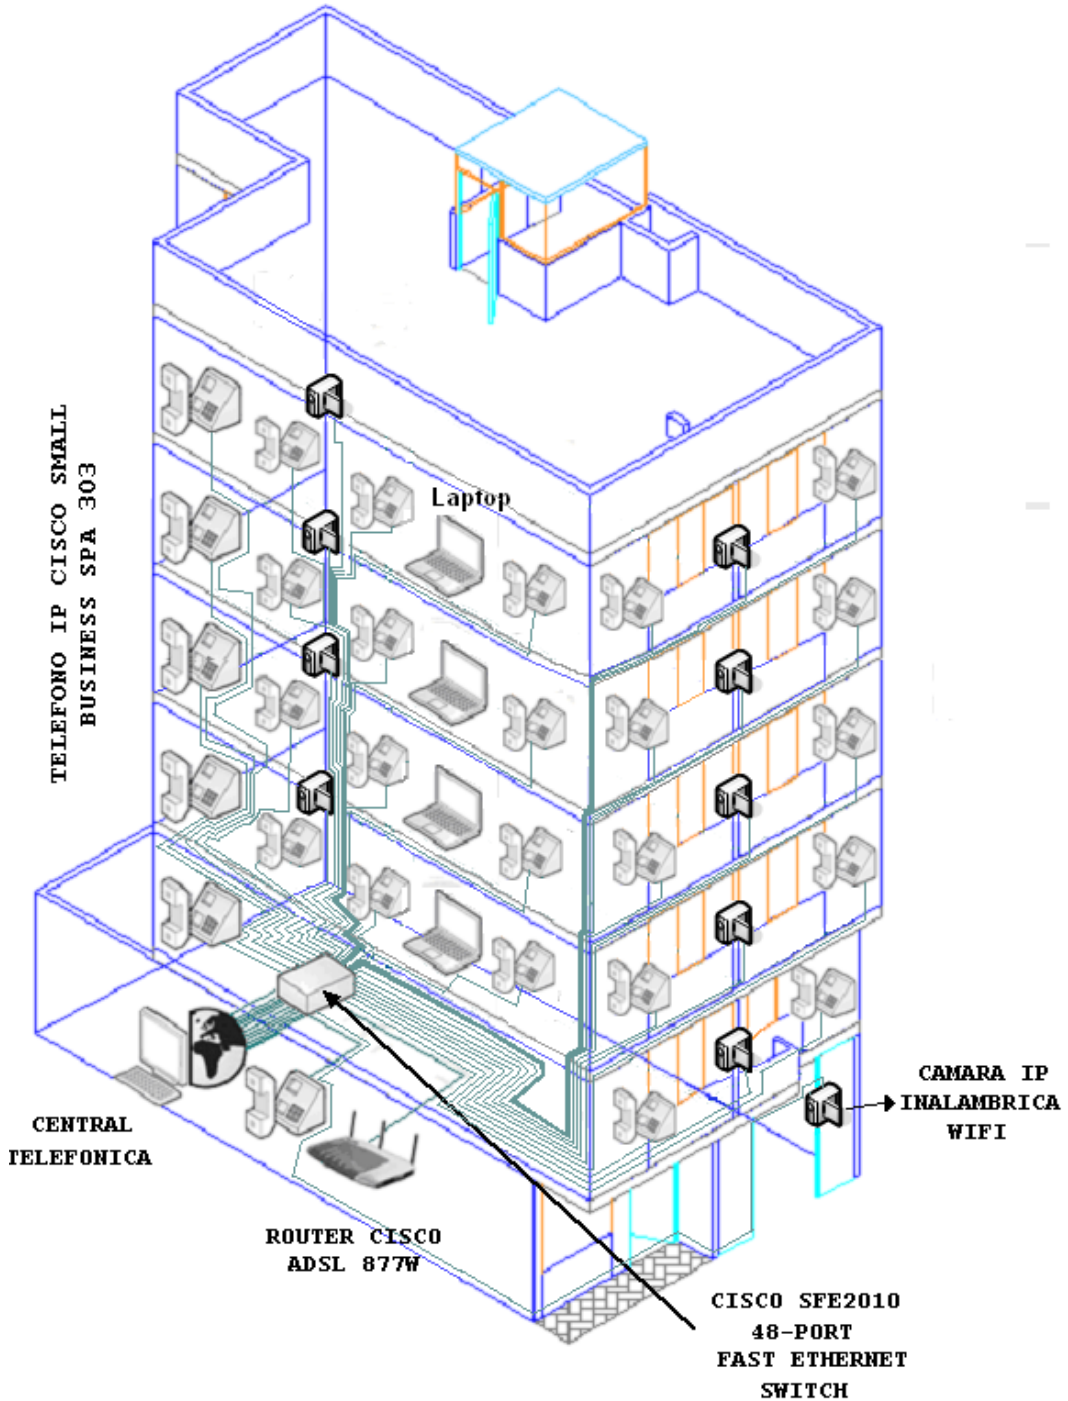 TELEFONO IP CISCO SMALL
BUSINESS SPA 303
Laptop
CAMARA IP
INALAMBRICA
WIFI
CENTRAL
TELEFONICA
ROUTER CISCO
ADSL 877W
CISCO SFE2010
48-PORT
FAST ETHERNET
SWITCH